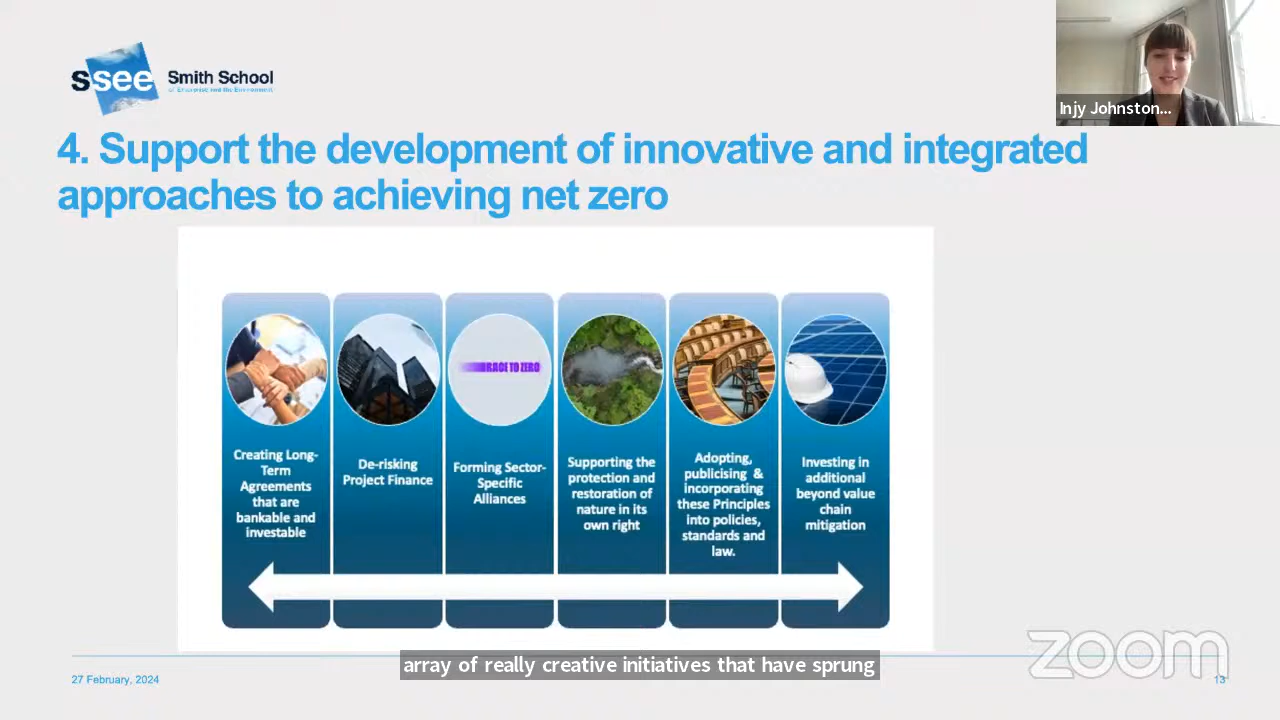 ssee
Smith School
of Enterprise and the Environment
Injy Johnston...
4. Support the development of innovative and integrated
approaches to achieving net zero
Creating Long-
Term
Agreements
that are
bankable and
investable
De-risking
Project Finance
RACE TO ZERO
Forming Sector-
Specific
Alliances
Supporting the
protection and
restoration of
nature in its
own right
Adopting,
publicising &
incorporating
these Principles
into policies,
standards and
law.
Investing in
additional
beyond value
chain
mitigation
array of really creative initiatives that have sprung
zoom
27 February, 2024
13